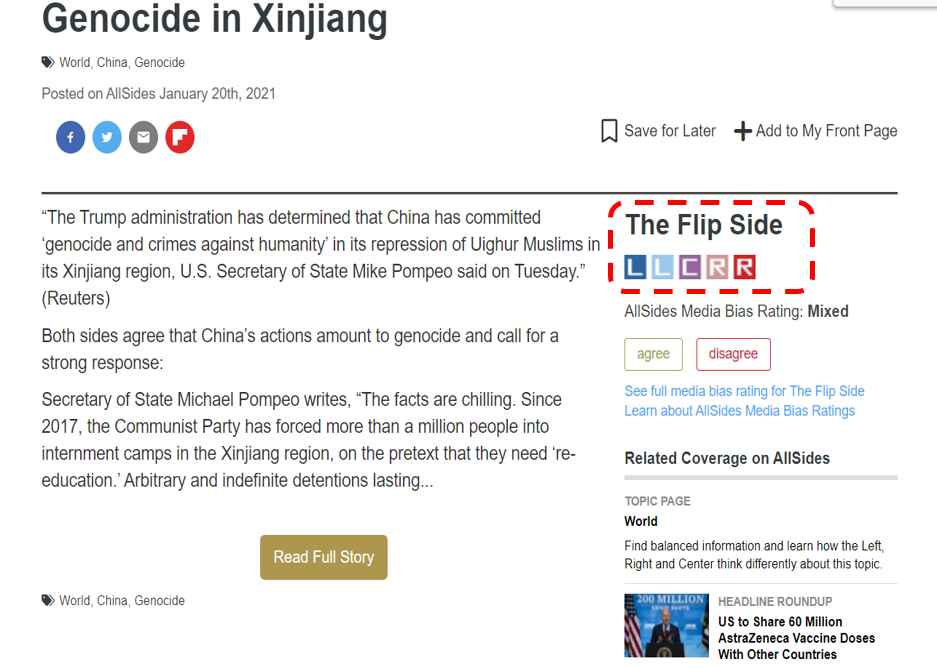 Genocide in Xinjiang
World, China, Genocide
Posted on AllSides January 20th, 2021
Save for Later
Add to My Front Page
“The Trump administration has determined that China has committed
‘genocide and crimes against humanity’ in its repression of Uighur Muslims in
its Xinjiang region, U.S. Secretary of State Mike Pompeo said on Tuesday.”
(Reuters)
Both sides agree that China’s actions amount to genocide and call for a
strong response:
Secretary of State Michael Pompeo writes, “The facts are chilling. Since
2017, the Communist Party has forced more than a million people into
internment camps in the Xinjiang region, on the pretext that they need ‘re-
education.’ Arbitrary and indefinite detentions lasting...
Read Full Story
World, China, Genocide
The Flip Side
L L C R R
AllSides Media Bias Rating: Mixed
agree
disagree
See full media bias rating for The Flip Side
Learn about AllSides Media Bias Ratings
Related Coverage on AllSides
TOPIC PAGE
World
Find balanced information and learn how the Left,
Right and Center think differently about this topic.
200 MILLION
COVID SHOTS
HEADLINE ROUNDUP
US to Share 60 Million
AstraZeneca Vaccine Doses
With Other Countries